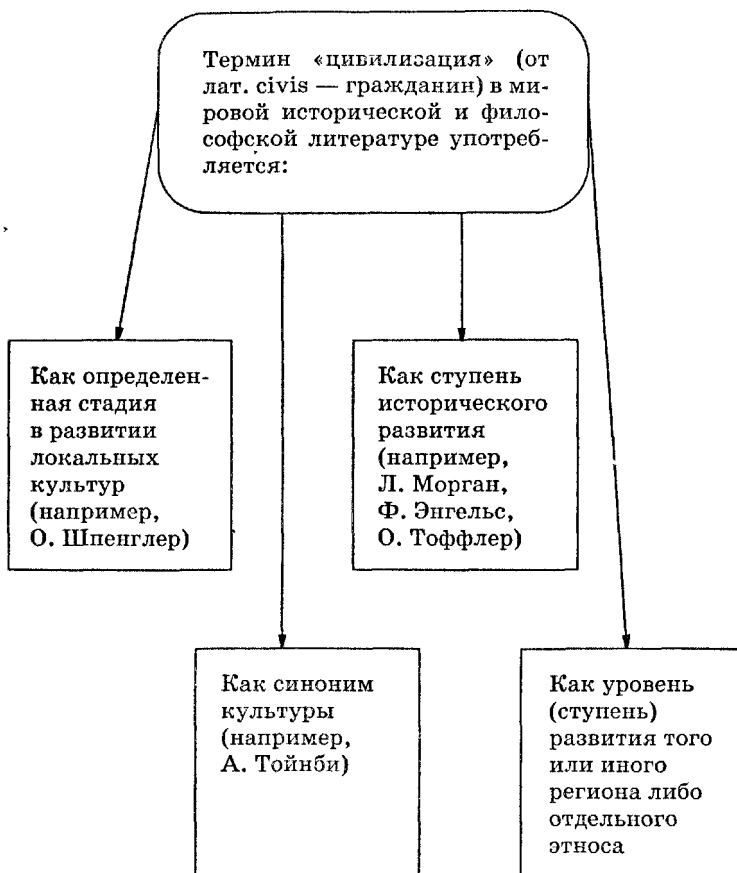 Термин «цивилизация» (от
лат. civis — гражданин) в ми-
ровой исторической и фило-
софской литературе употреб-
ляется:
Как определен-
ная стадия
в развитии
локальных
культур
(например,
О. Шпенглер)
Как ступень
исторического
развития
(например,
Л. Морган,
Ф. Энгельс,
О. Тоффлер)
Как синоним
культуры
(например,
А. Тойнби)
Как уровень
(ступень)
развития того
или иного
региона либо
отдельного
этноса